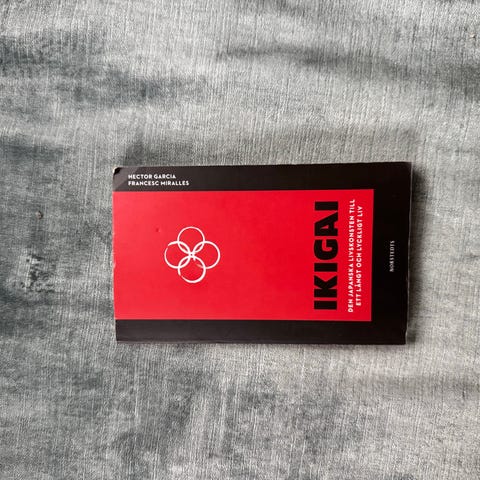 HECTOR GARCIA
FRANCESC MIRALLES
IKIGAI
DEN JAPANSKA LIVSKONSTEN TILL
ETT LÅNGT OCH LYCKLIGT LIV
NORSTEDTS